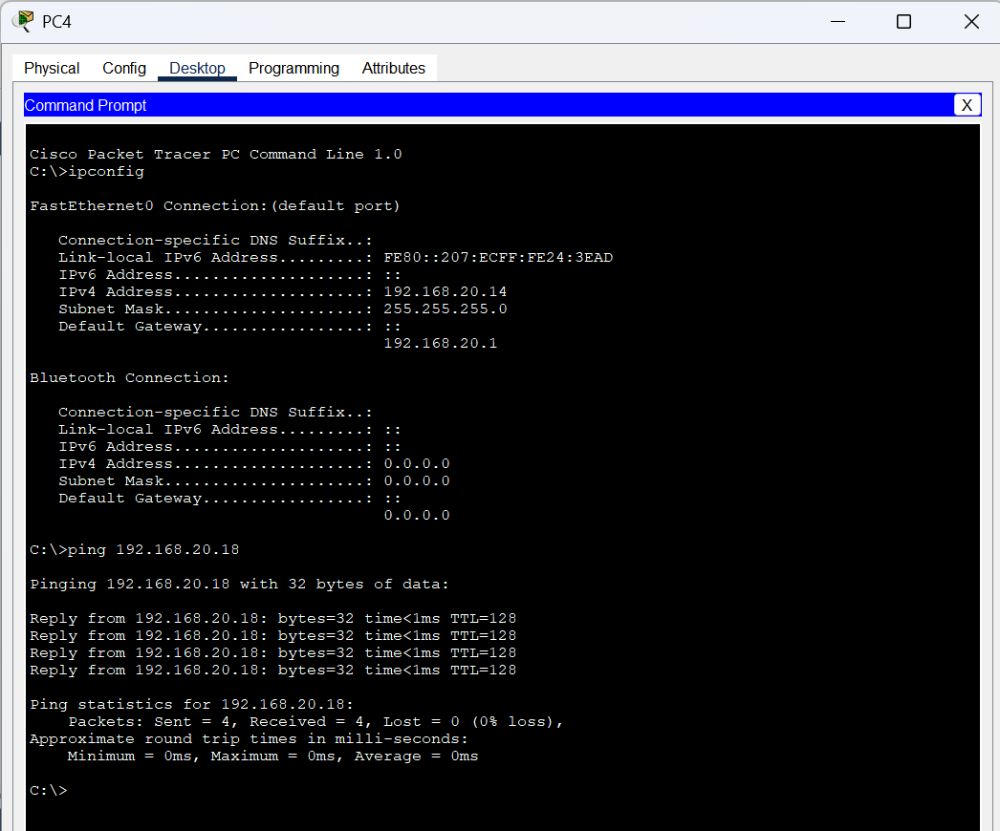 PC4
Physical Config Desktop Programming Attributes
Command Prompt X
Cisco Packet Tracer PC Command Line 1.0
C:\>ipconfig
FastEthernet0 Connection:(default port)
Connection-specific DNS Suffix..:
Link-local IPv6 Address.........: FE80::207:ECFF:FE24:3EAD
IPv6 Address....................: ::
IPv4 Address....................: 192.168.20.14
Subnet Mask.....................: 255.255.255.0
Default Gateway.................: ::
192.168.20.1
Bluetooth Connection:
Connection-specific DNS Suffix..:
Link-local IPv6 Address.........: ::
IPv6 Address....................: ::
IPv4 Address....................: 0.0.0.0
Subnet Mask.....................: 0.0.0.0
Default Gateway.................: ::
0.0.0.0
C:\>ping 192.168.20.18
Pinging 192.168.20.18 with 32 bytes of data:
Reply from 192.168.20.18: bytes=32 time<1ms TTL=128
Reply from 192.168.20.18: bytes=32 time<1ms TTL=128
Reply from 192.168.20.18: bytes=32 time<1ms TTL=128
Reply from 192.168.20.18: bytes=32 time<1ms TTL=128
Ping statistics for 192.168.20.18:
Packets: Sent = 4, Received = 4, Lost = 0 (0% loss),
Approximate round trip times in milli-seconds:
Minimum = 0ms, Maximum = 0ms, Average = 0ms
C:\>